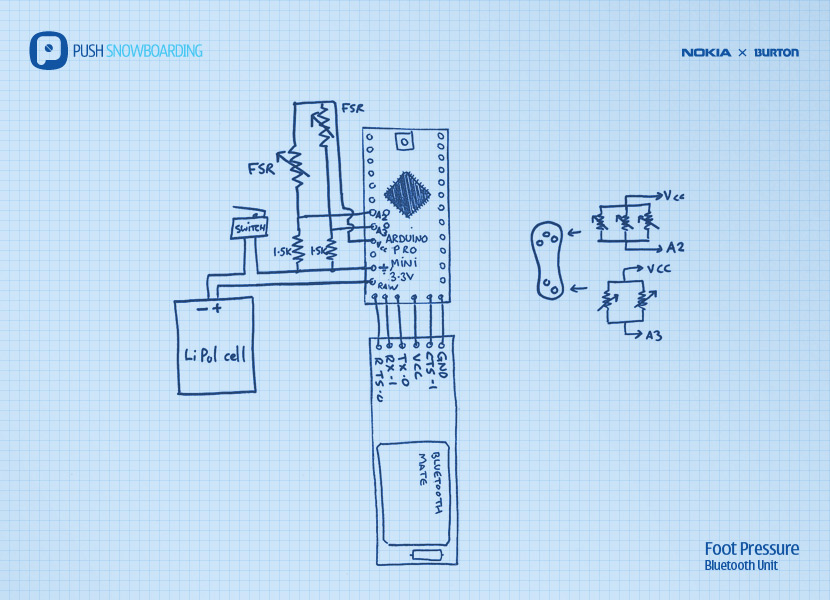 PUSH SNOWBOARDING
NOKIA × BURTON
FSR
FSR
SWITCH
1.5K
1.5K
A2
A3
Vcc
ARDUINO
PRO
MINI
3.3V
RAW
− +
Li Pol cell
RTS-0
RX-1
TX-0
VCC
CTS-1
GND
BLUETOOTH
MATE
Vcc
A2
VCC
A3
Foot Pressure
Bluetooth Unit